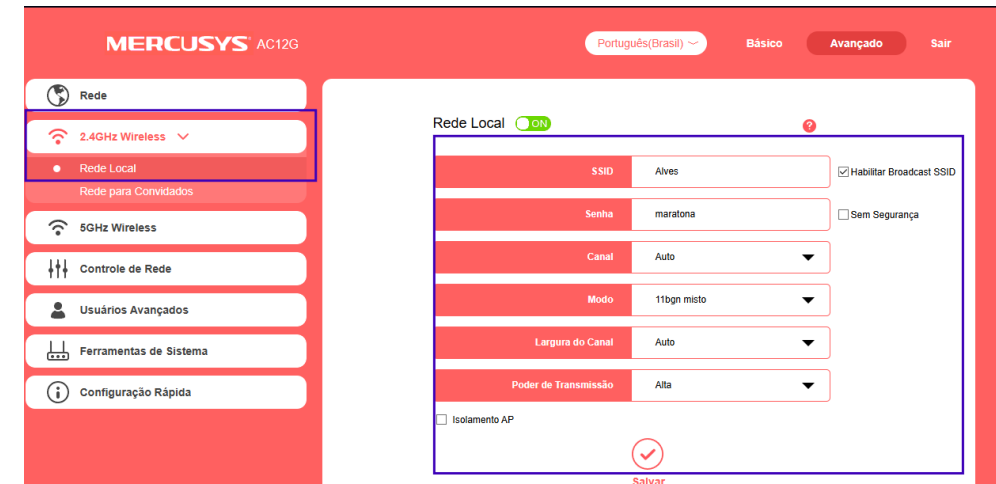 MERCUSYS AC12G
Português(Brasil)
Básico
Avançado
Sair
Rede
2.4GHz Wireless
Rede Local
Rede para Convidados
5GHz Wireless
Controle de Rede
Usuários Avançados
Ferramentas de Sistema
Configuração Rápida
Rede Local ON ?
SSID Alves Habilitar Broadcast SSID
Senha maratona Sem Segurança
Canal Auto
Modo 11bgn misto
Largura do Canal Auto
Poder de Transmissão Alta
Isolamento AP
Salvar